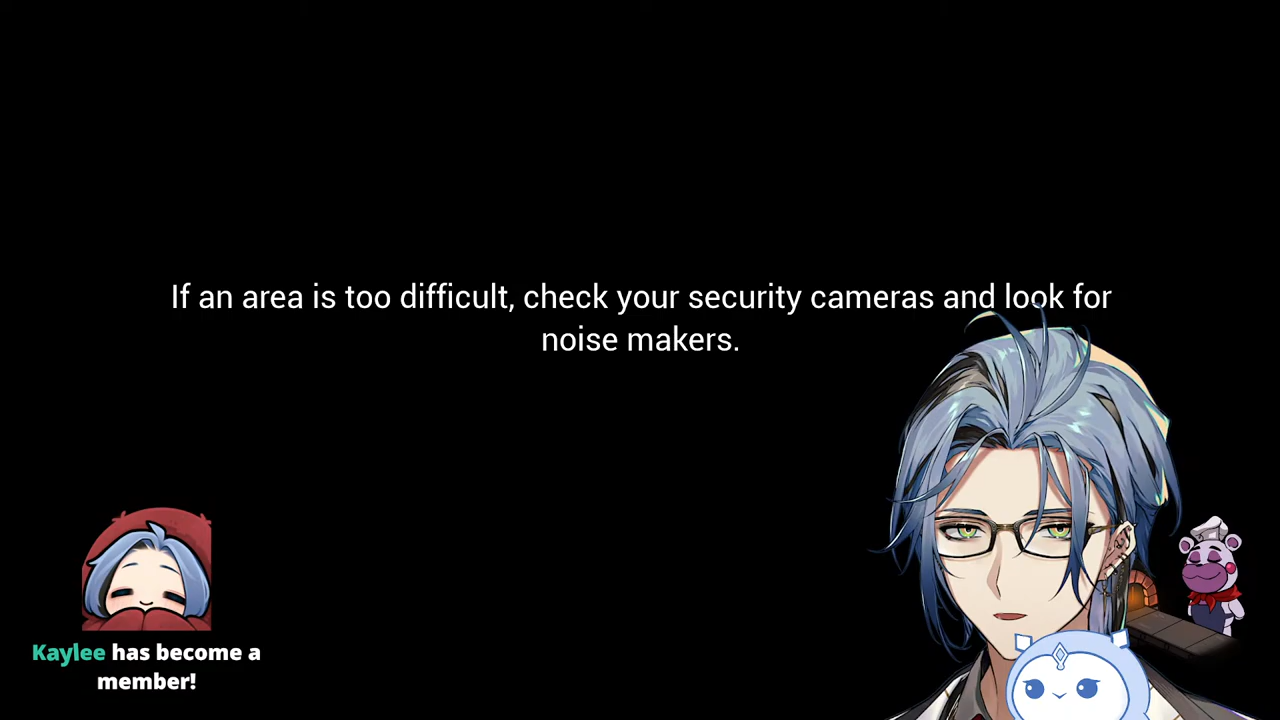 If an area is too difficult, check your security cameras and look for
noise makers.
Kaylee has become a
member!